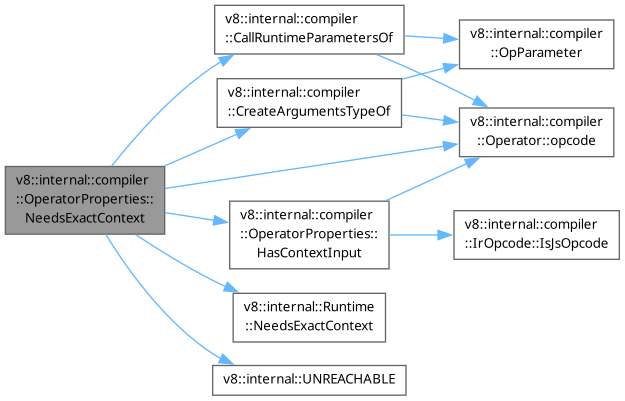 v8::internal::compiler
::OperatorProperties::
NeedsExactContext
v8::internal::compiler
::CallRuntimeParametersOf
v8::internal::compiler
::CreateArgumentsTypeOf
v8::internal::compiler
::OperatorProperties::
HasContextInput
v8::internal::Runtime
::NeedsExactContext
v8::internal::UNREACHABLE
v8::internal::compiler
::OpParameter
v8::internal::compiler
::Operator::opcode
v8::internal::compiler
::IrOpcode::IsJsOpcode